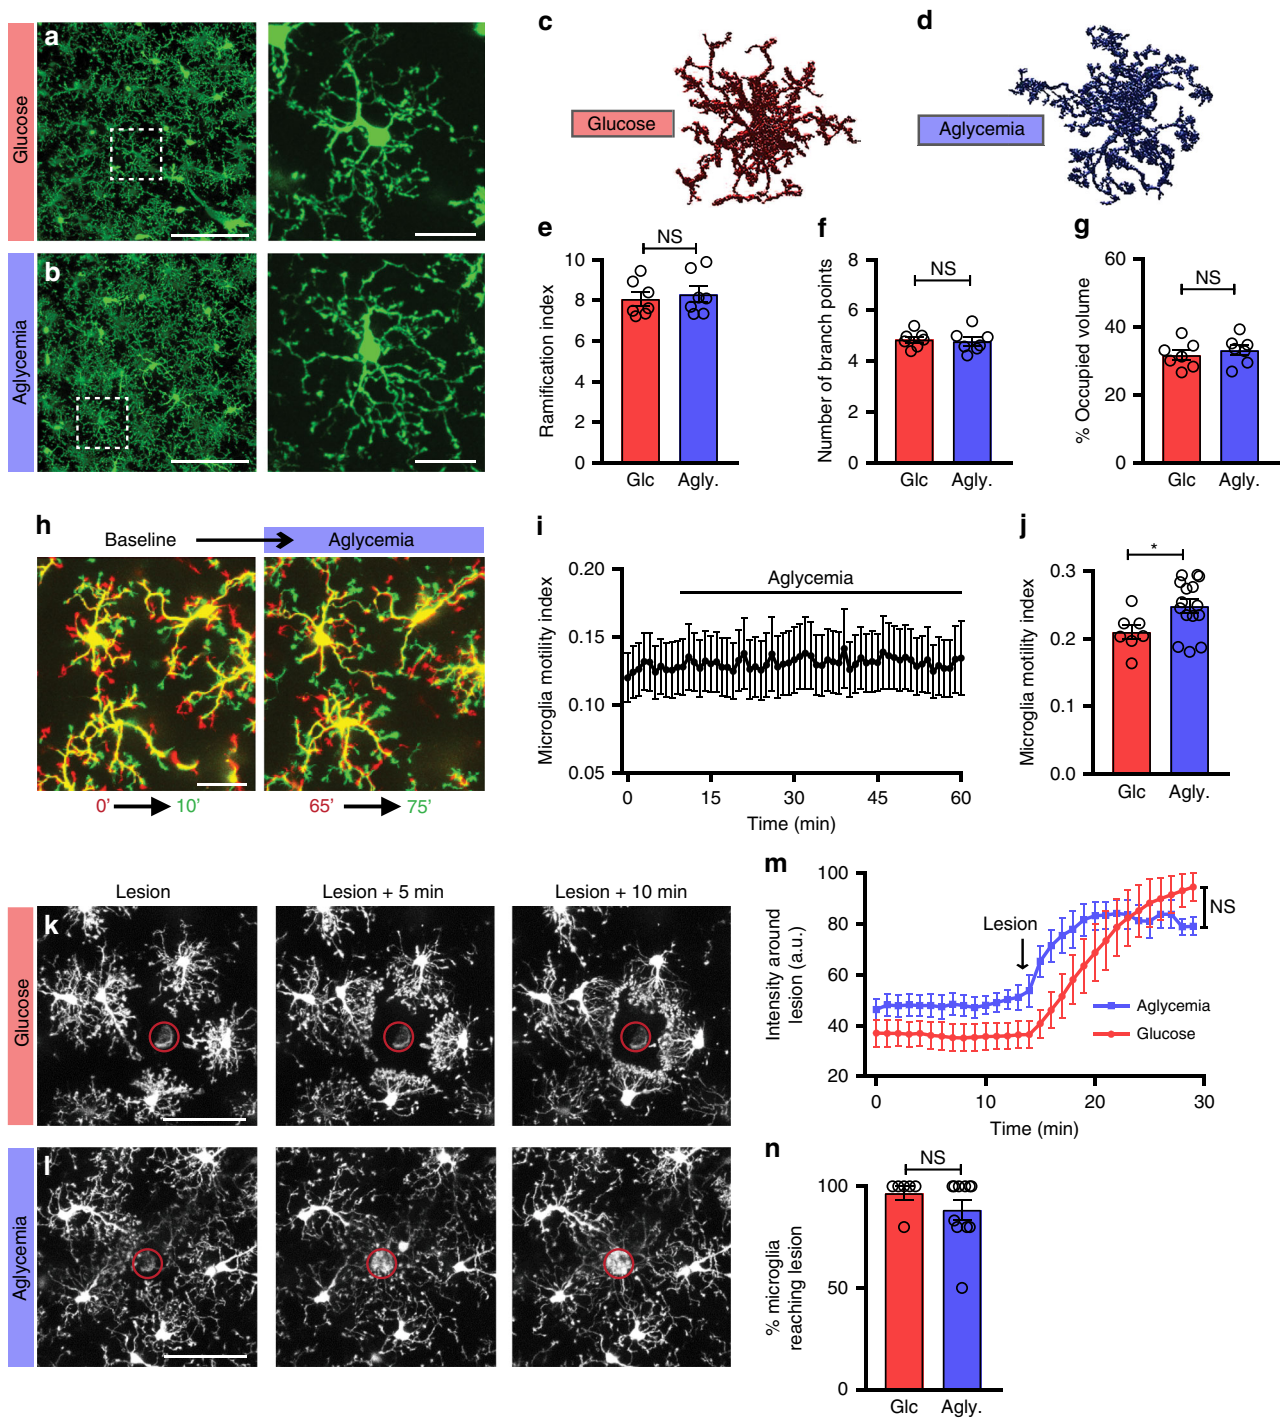 a
Glucose
b
Aglycemia
c
Glucose
d
Aglycemia
e
NS
Ramification index
10
8
6
4
2
0
Glc Agly.
f
NS
Number of branch points
8
6
4
2
0
Glc Agly.
g
NS
% Occupied volume
60
40
20
0
Glc Agly.
h
Baseline Aglycemia
0' 10' 65' 75'
i
Aglycemia
Microglia motility index
0.20
0.15
0.10
0.05
0 15 30 45 60
Time (min)
j
*
Microglia motility index
0.3
0.2
0.1
0.0
Glc Agly.
Lesion Lesion + 5 min Lesion + 10 min
k
Glucose
l
Aglycemia
m
Intensity around
lesion (a.u.)
100
80
60
40
20
Lesion
NS
Aglycemia
Glucose
0 10 20 30
Time (min)
n
NS
% microglia
reaching lesion
100
50
0
Glc Agly.